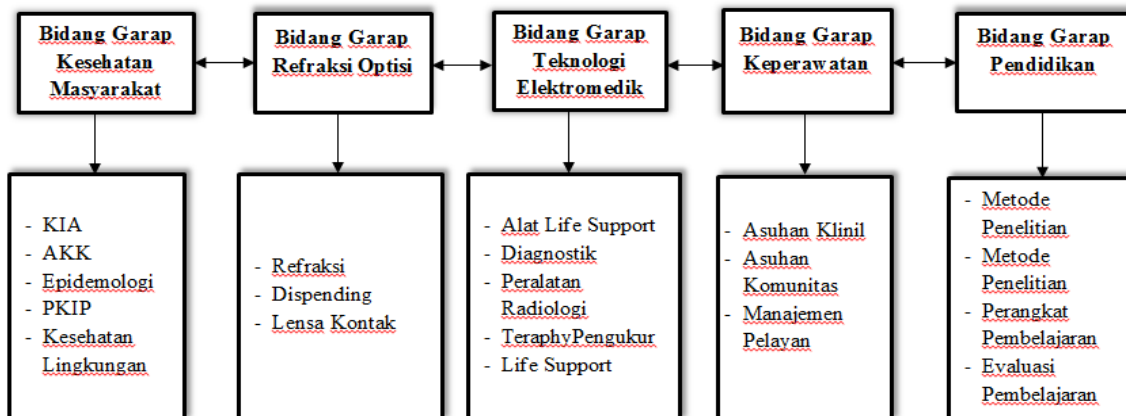 Bidang Garap
Kesehatan
Masyarakat
Bidang Garap
Refraksi Optisi
Bidang Garap
Teknologi
Elektromedik
Bidang Garap
Keperawatan
Bidang Garap
Pendidikan
- KIA
- AKK
- Epidemologi
- PKIP
- Kesehatan
Lingkungan
- Refraksi
- Dispending
- Lensa Kontak
- Alat Life Support
- Diagnostik
- Peralatan
Radiologi
- TeraphyPengukur
- Life Support
- Asuhan Klinil
- Asuhan
Komunitas
- Manajemen
Pelayan
- Metode
Penelitian
- Metode
Penelitian
- Perangkat
Pembelajaran
- Evaluasi
Pembelajaran